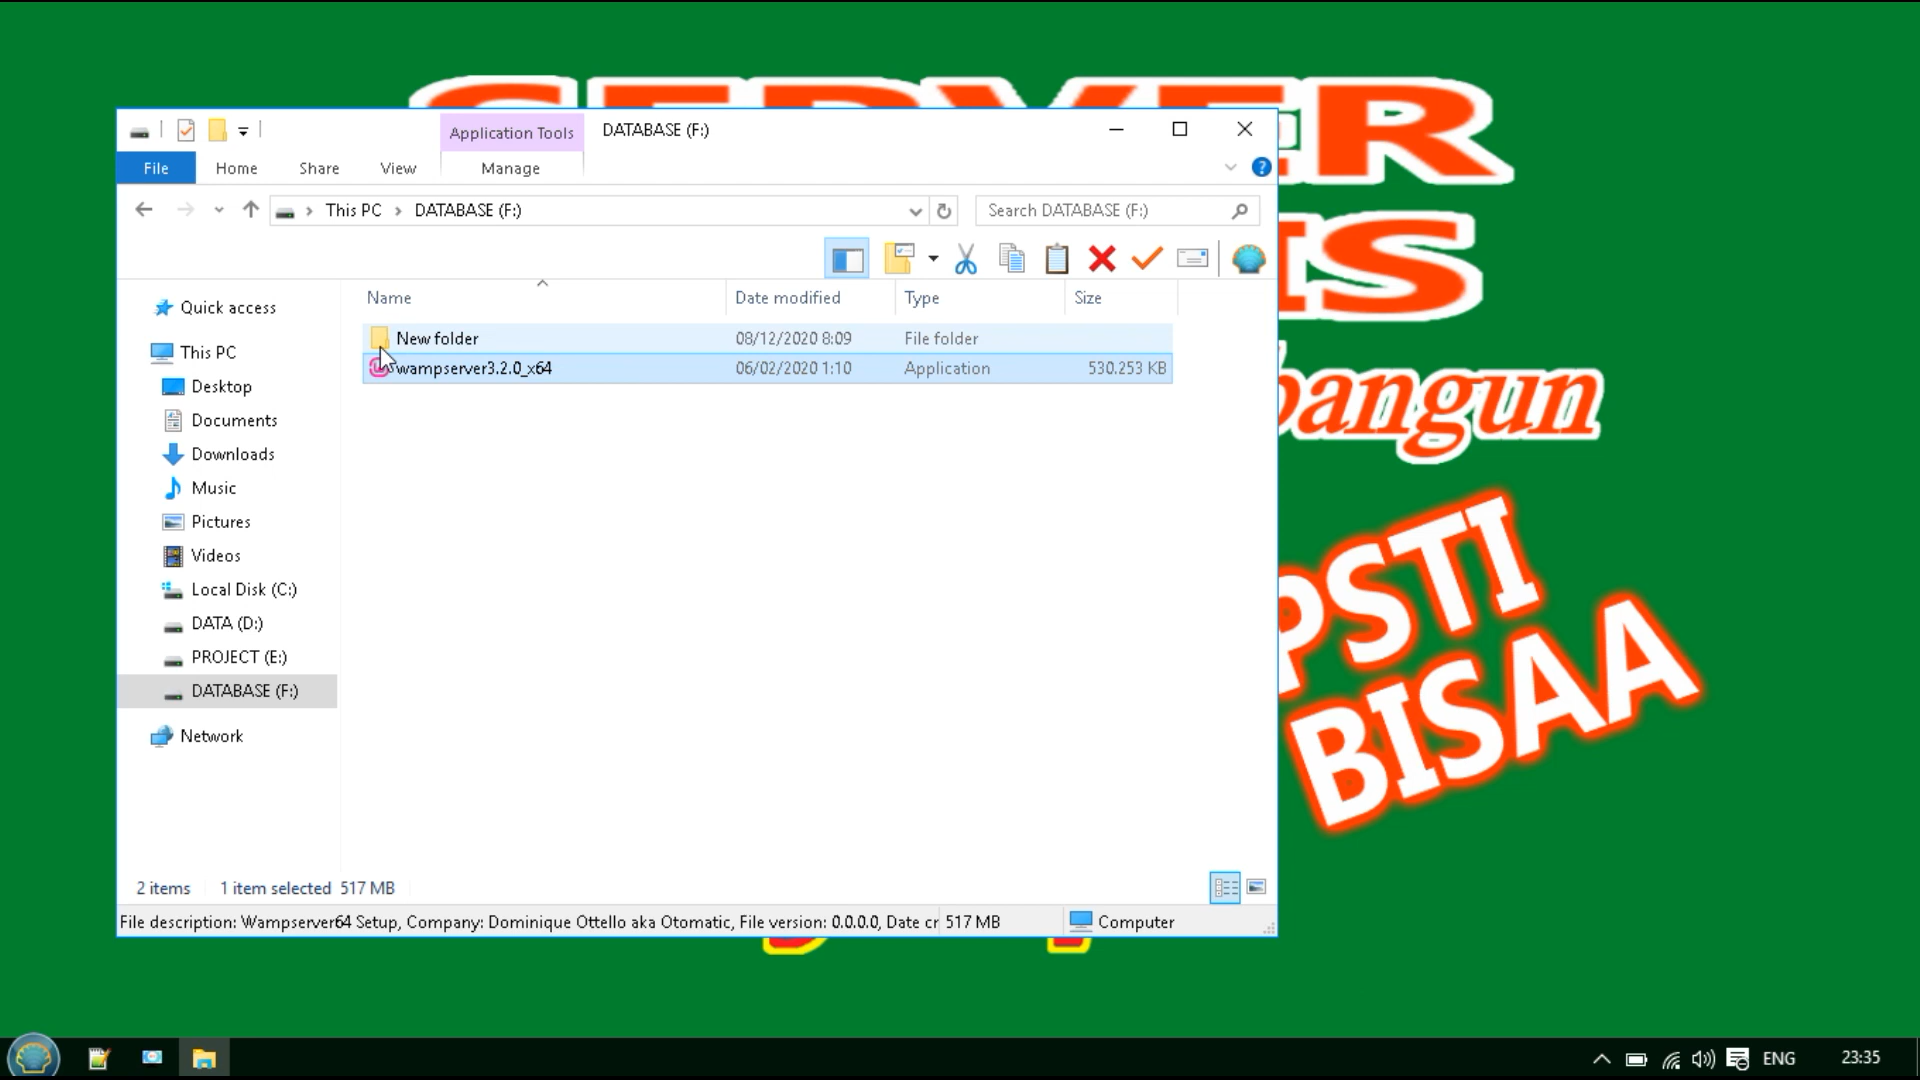 Application Tools
DATABASE (F:)
File
Home
Share
View
Manage
This PC
DATABASE (F:)
Search DATABASE (F:)
Quick access
This PC
Desktop
Documents
Downloads
Music
Pictures
Videos
Local Disk (C:)
DATA (D:)
PROJECT (E:)
DATABASE (F:)
Network
Name
Date modified
Type
Size
New folder
08/12/2020 8:09
File folder
wampserver3.2.0_x64
06/02/2020 1:10
Application
530.253 KB
2 items
1 item selected
517 MB
File description: Wampserver64 Setup, Company: Dominique Ottello aka Otomatic, File version: 0.0.0.0, Date cr
517 MB
Computer
SERVER
IS
bangun
PSTI
BISAA
ENG
23:35